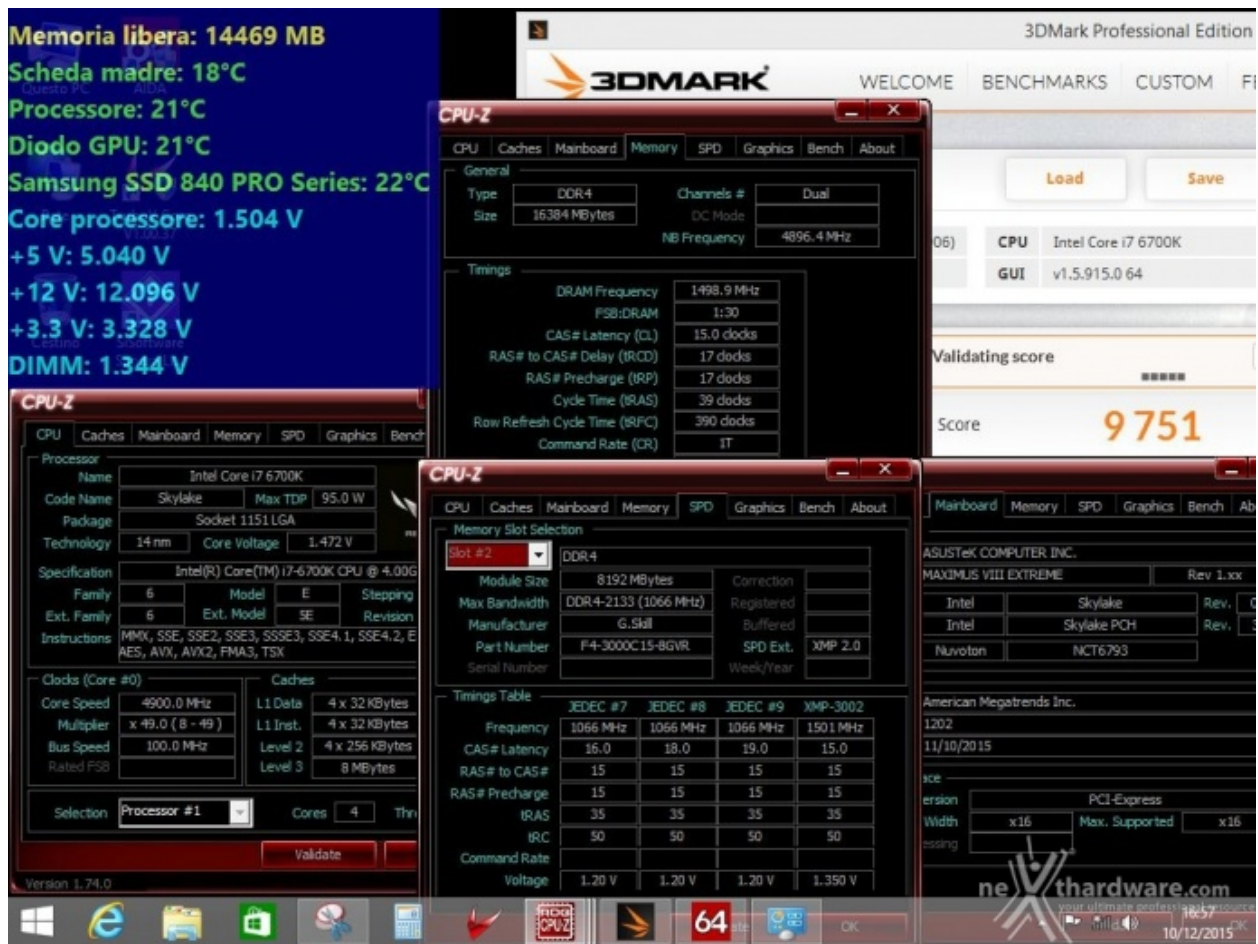 Memoria libera: 14469 MB
Scheda madre: 18°C
Processore: 21°C
Diodo GPU: 21°C
Samsung SSD 840 PRO Series: 22°C
Core processore: 1.504 V
+5 V: 5.040 V
+12 V: 12.096 V
+3.3 V: 3.328 V
DIMM: 1.344 V
Questo PC
AIDA
Cestino
SiSoftware
3DMark Professional Edition
3DMARK
WELCOME BENCHMARKS CUSTOM
Load Save
CPU Intel Core i7 6700K
GUI v1.5.915.0 64
Validating score
Score 9 751
CPU-Z
CPU Caches Mainboard Memory SPD Graphics Bench About
General
Type DDR4 Channels # Dual
Size 16384 MBytes DC Mode
NB Frequency 4896.4 MHz
Timings
DRAM Frequency 1498.9 MHz
FSB:DRAM 1:30
CAS# Latency (CL) 15.0 clocks
RAS# to CAS# Delay (tRCD) 17 clocks
RAS# Precharge (tRP) 17 clocks
Cycle Time (tRAS) 39 clocks
Row Refresh Cycle Time (tRFC) 390 clocks
Command Rate (CR) 1T
CPU-Z
CPU Caches Mainboard Memory SPD Graphics Bench
Processor
Name Intel Core i7 6700K
Code Name Skylake Max TDP 95.0 W
Package Socket 1151 LGA
Technology 14 nm Core Voltage 1.472 V
Specification Intel(R) Core(TM) i7-6700K CPU @ 4.00G
Family 6 Model E Stepping
Ext. Family 6 Ext. Model 5E Revision
Instructions MMX, SSE, SSE2, SSE3, SSSE3, SSE4.1, SSE4.2, E
AES, AVX, AVX2, FMA3, TSX
Clocks (Core #0) Caches
Core Speed 4900.0 MHz L1 Data 4 x 32 KBytes
Multiplier x 49.0 ( 8 - 49 ) L1 Inst. 4 x 32 KBytes
Bus Speed 100.0 MHz Level 2 4 x 256 KBytes
Rated FSB Level 3 8 MBytes
Selection Processor #1 Cores 4 Thr
Validate
Version 1.74.0
CPU-Z
CPU Caches Mainboard Memory SPD Graphics Bench About
Memory Slot Selection
Slot #2 DDR4
Module Size 8192 MBytes Correction
Max Bandwidth DDR4-2133 (1066 MHz) Registered
Manufacturer G.Skill Buffered
Part Number F4-3000C15-8GVR SPD Ext. XMP 2.0
Serial Number Week/Year
Timings Table
JEDEC #7 JEDEC #8 JEDEC #9 XMP-3002
Frequency 1066 MHz 1066 MHz 1066 MHz 1501 MHz
CAS# Latency 16.0 18.0 19.0 15.0
RAS# to CAS# 15 15 15 15
RAS# Precharge 15 15 15 15
tRAS 35 35 35 35
tRC 50 50 50 50
Command Rate
Voltage 1.20 V 1.20 V 1.20 V 1.350 V
Mainboard Memory SPD Graphics Bench
ASUSTeK COMPUTER INC.
MAXIMUS VIII EXTREME Rev 1.xx
Intel Skylake Rev.
Intel Skylake PCH Rev.
Nuvoton NCT6793
American Megatrends Inc.
1202
11/10/2015
PCI-Express
Width x16 Max. Supported x16
nexthardware.com
your ultimate professional resource
64
OK
16:57
10/12/2015